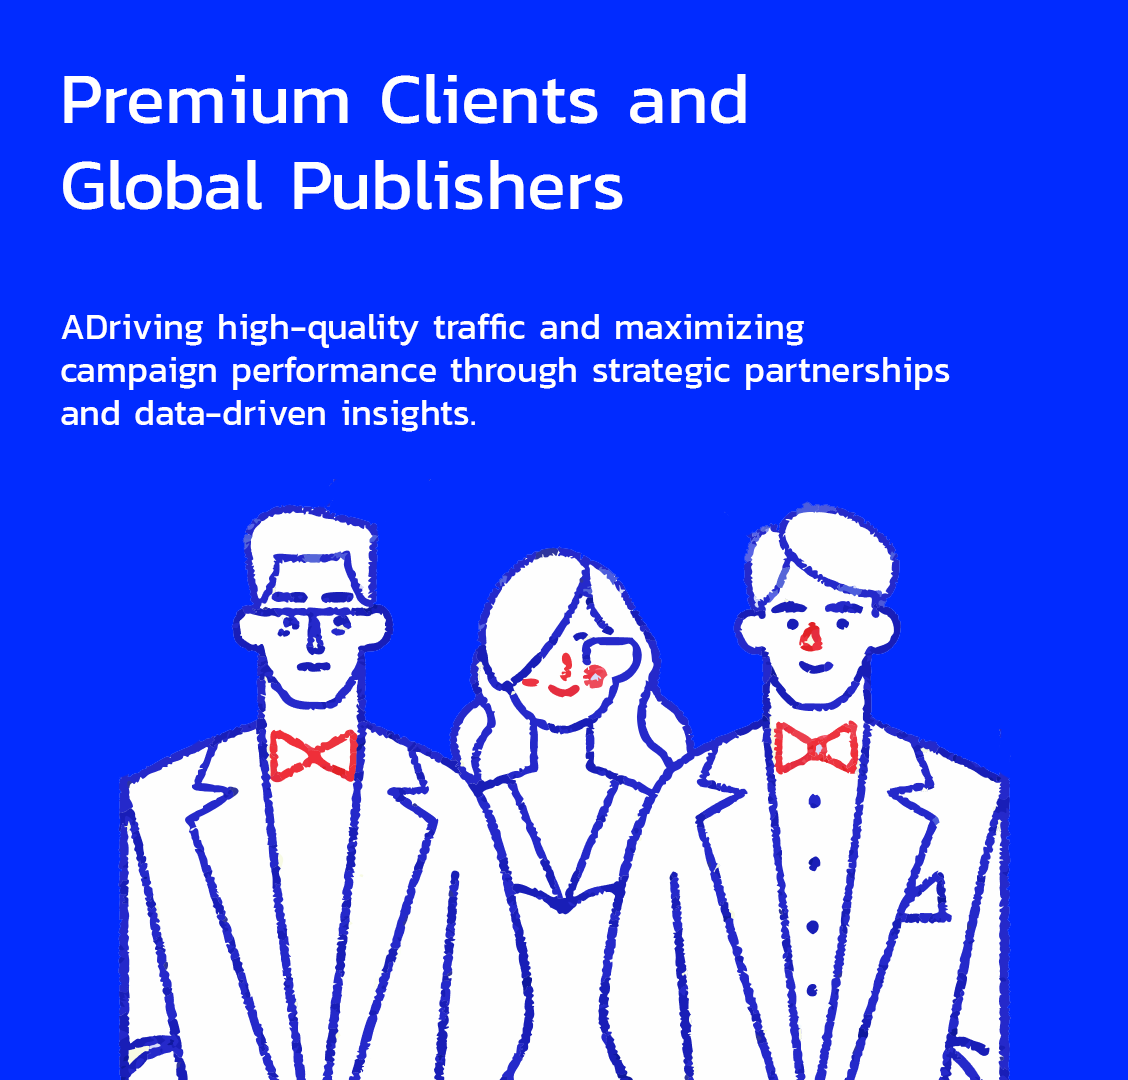 Premium Clients and
Global Publishers
ADriving high-quality traffic and maximizing
campaign performance through strategic partnerships
and data-driven insights.